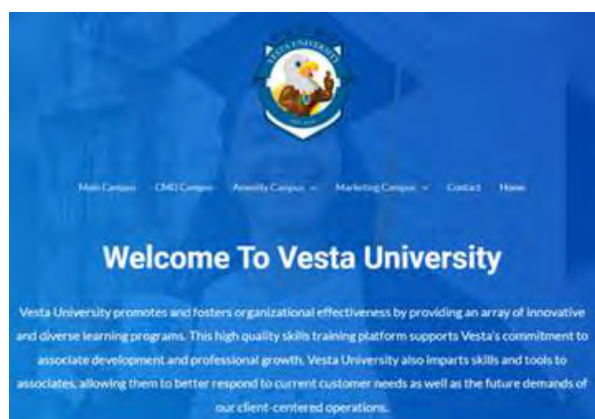 VESTA UNIVERSITY
Main Campus CMO Campus Amenity Campus Marketing Campus Contact Home
Welcome To Vesta University
Vesta University promotes and fosters organizational effectiveness by providing an array of innovative
and diverse learning programs. This high quality skills training platform supports Vesta's commitment to
associate development and professional growth. Vesta University also imparts skills and tools to
associates, allowing them to better respond to current customer needs as well as the future demands of
our client-centered operations.